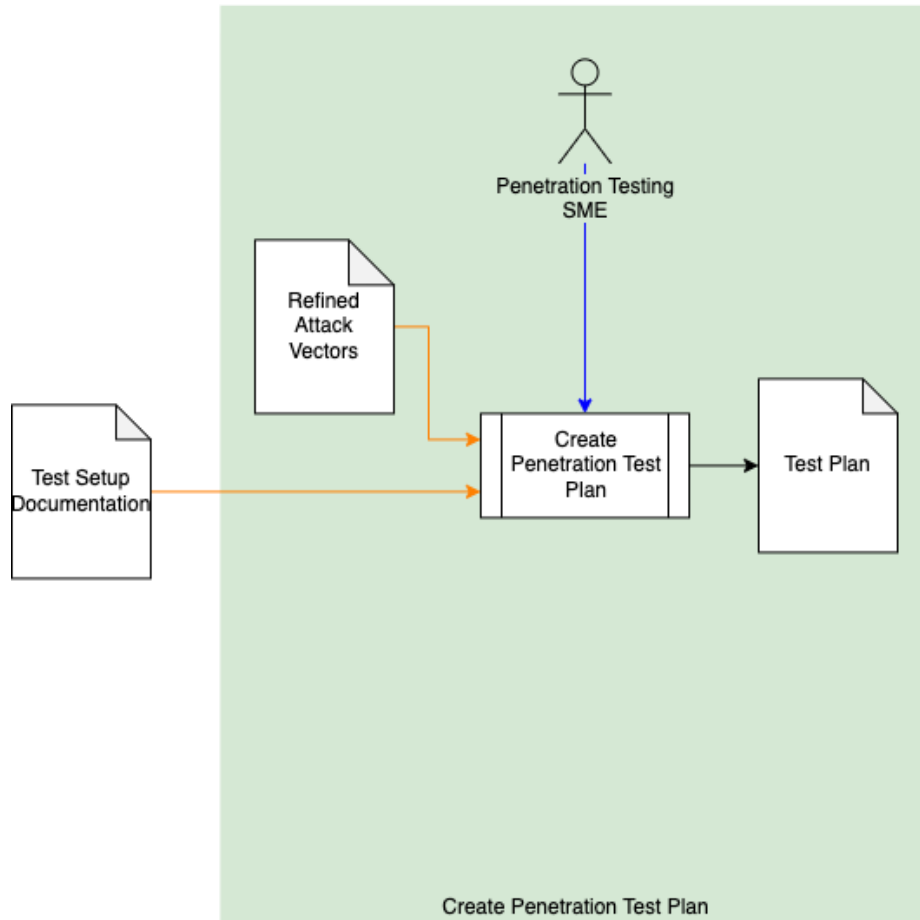 Penetration Testing
SME
Refined
Attack
Vectors
Test Setup
Documentation
Create
Penetration Test
Plan
Test Plan
Create Penetration Test Plan